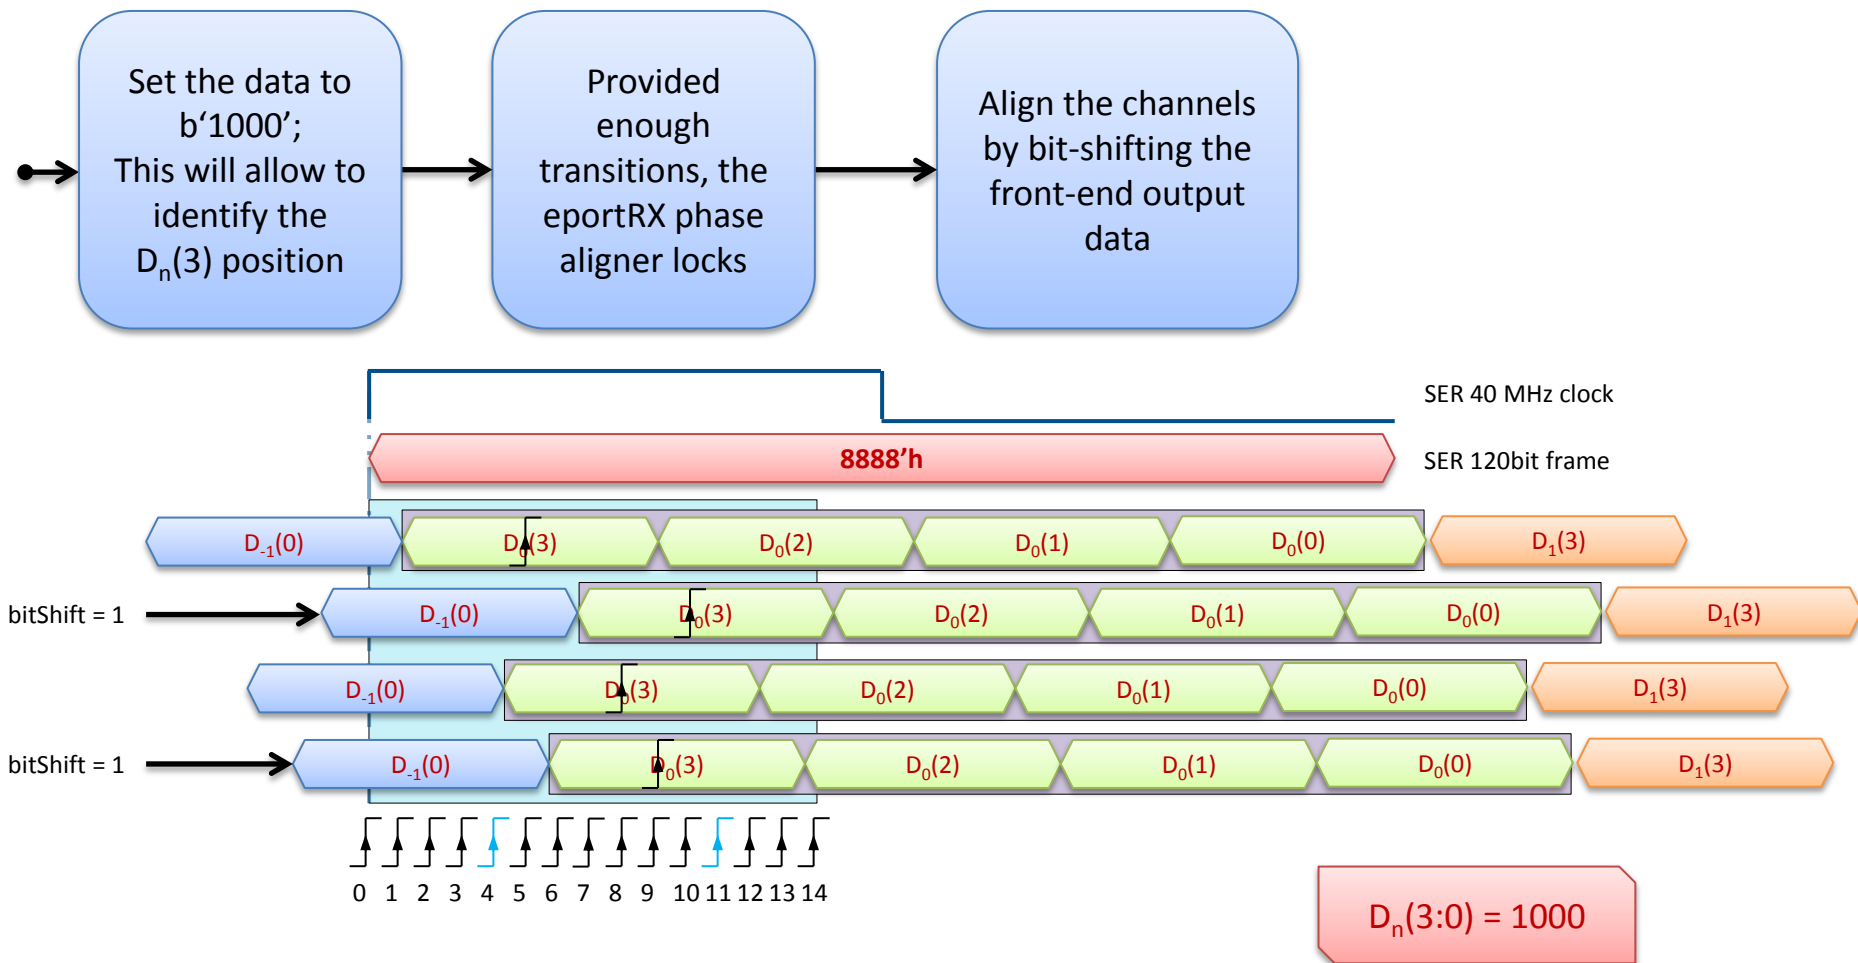 Set the data to
b‘1000’;
This will allow to
identify the
Dn(3) position
Provided
enough
transitions, the
eportRX phase
aligner locks
Align the channels
by bit-shifting the
front-end output
data
SER 40 MHz clock
8888’h
SER 120bit frame
D-1(0) D0(3) D0(2) D0(1) D0(0) D1(3)
bitShift = 1 D-1(0) D0(3) D0(2) D0(1) D0(0) D1(3)
D-1(0) D0(3) D0(2) D0(1) D0(0) D1(3)
bitShift = 1 D-1(0) D0(3) D0(2) D0(1) D0(0) D1(3)
0 1 2 3 4 5 6 7 8 9 10 11 12 13 14
Dn(3:0) = 1000